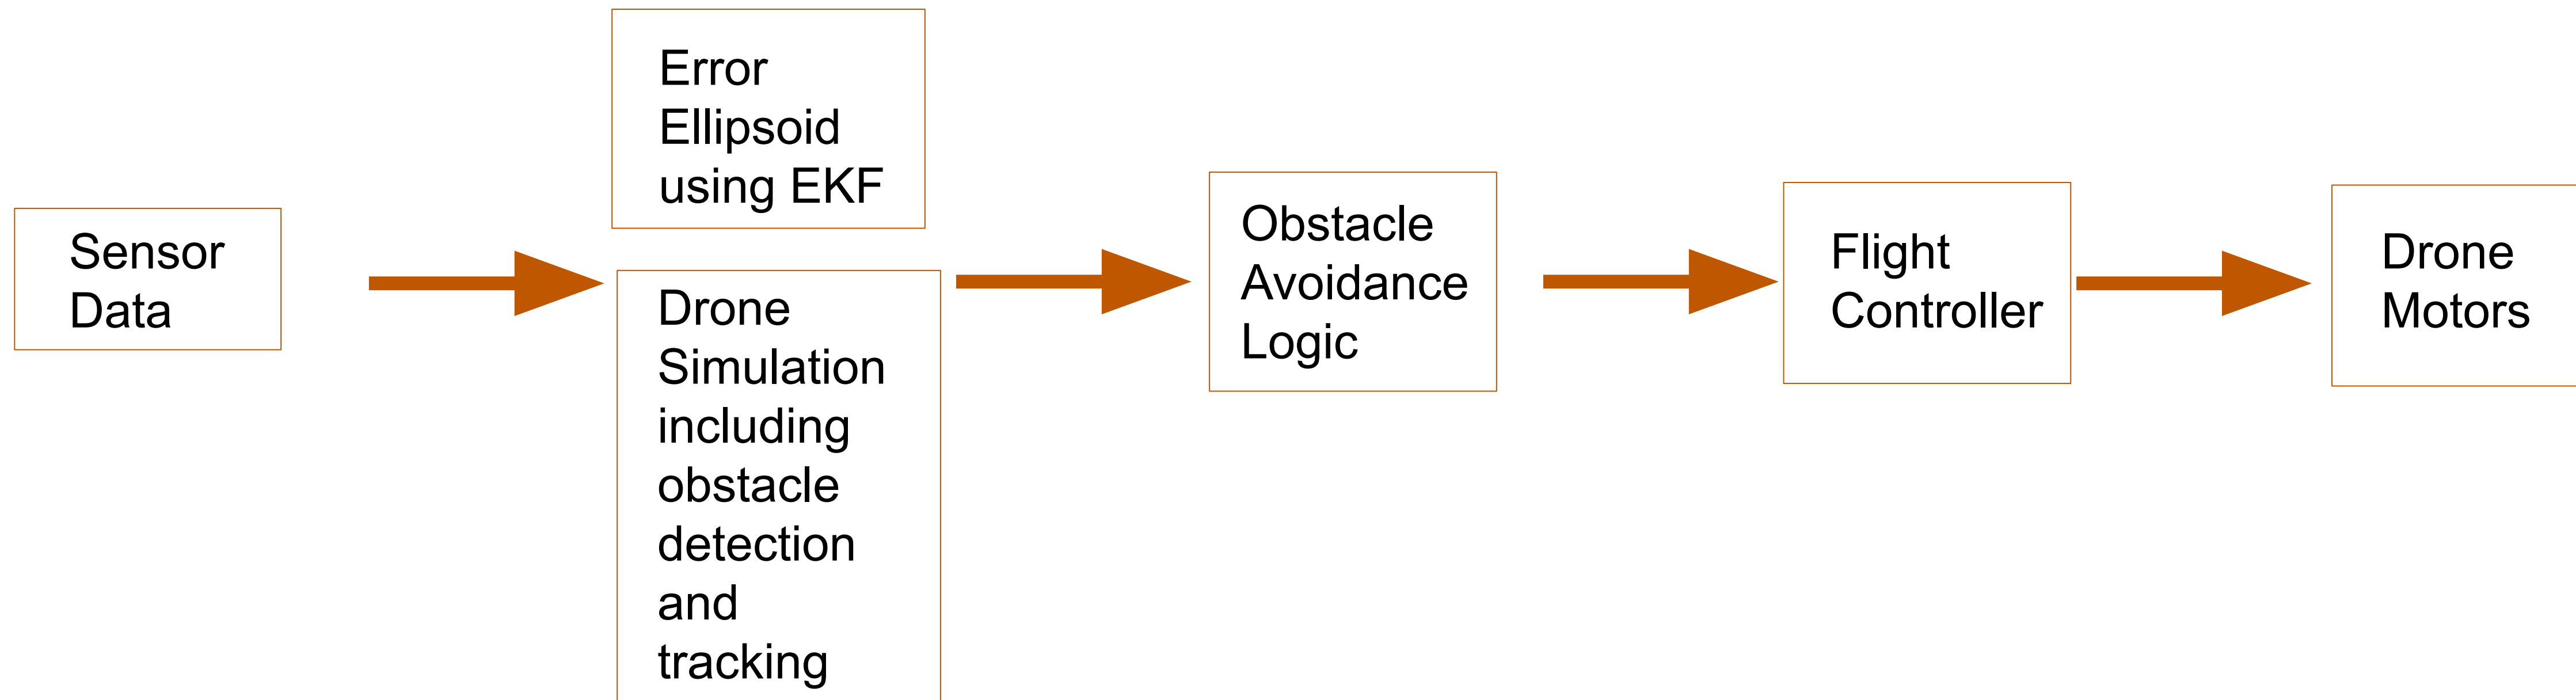 Sensor
Data
Error
Ellipsoid
using EKF
Drone
Simulation
including
obstacle
detection
and
tracking
Obstacle
Avoidance
Logic
Flight
Controller
Drone
Motors